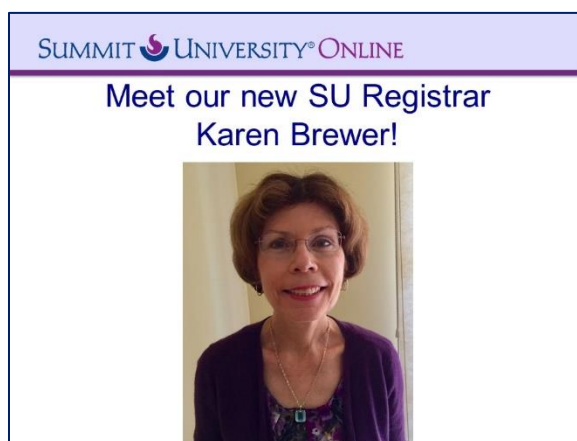 SUMMIT UNIVERSITY® ONLINE
Meet our new SU Registrar
Karen Brewer!